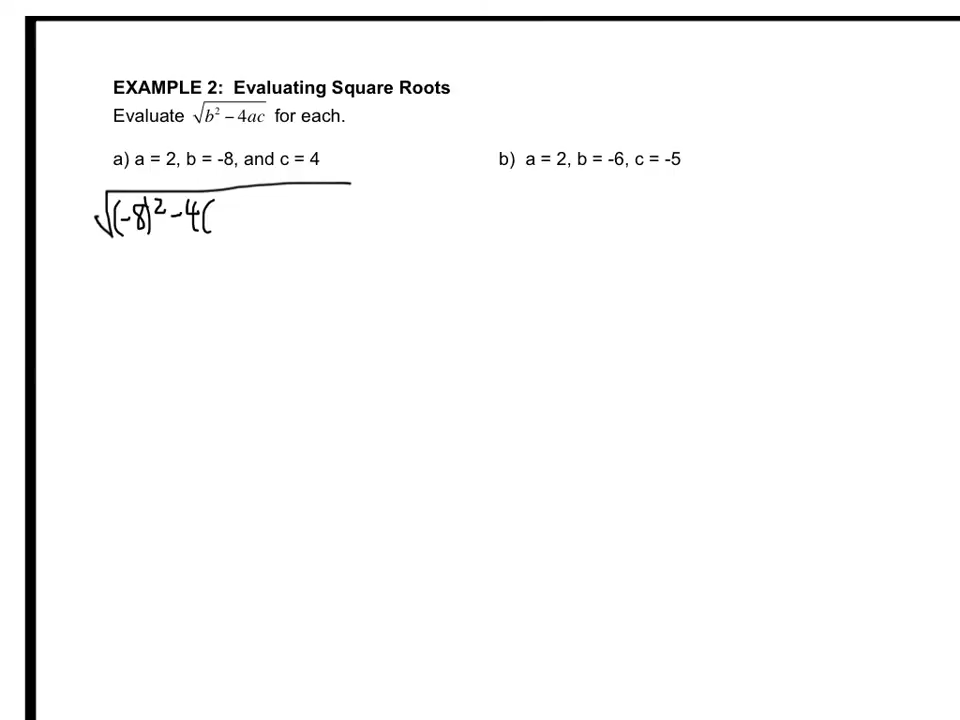 EXAMPLE 2: Evaluating Square Roots
Evaluate √(b² – 4ac) for each.
a) a = 2, b = -8, and c = 4
b) a = 2, b = -6, c = -5
√(-8)² - 4(